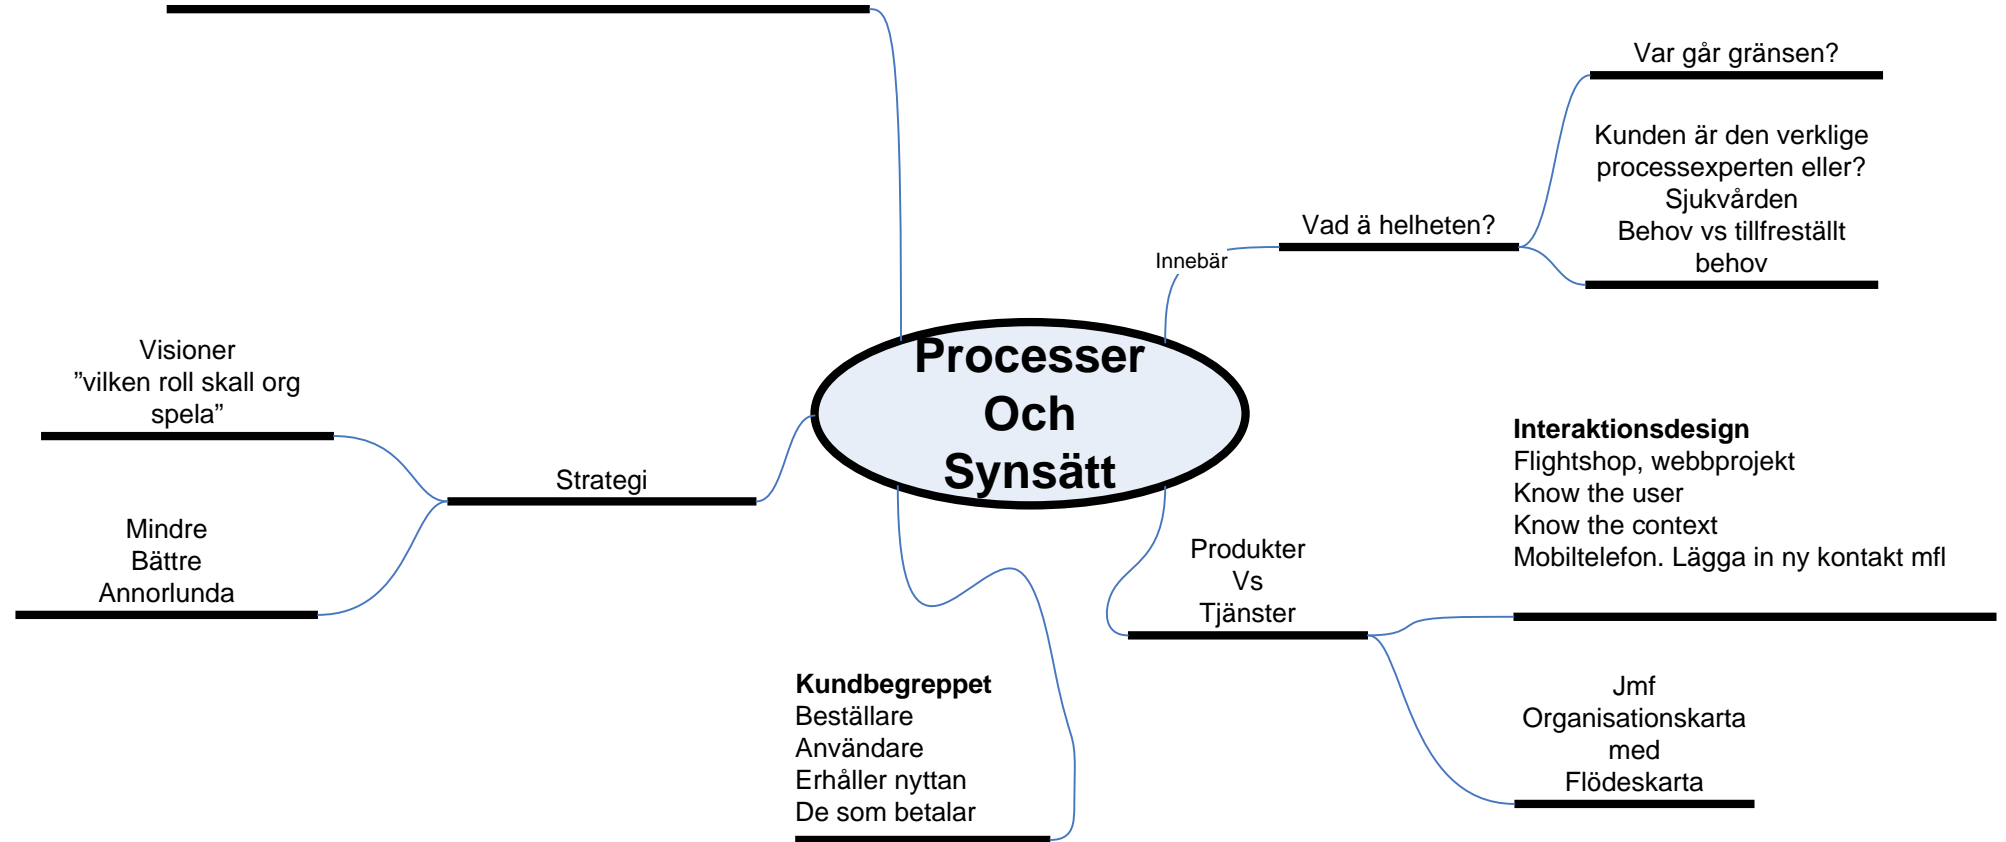 Var går gränsen?
Kunden är den verklige
processexperten eller?
Sjukvården
Behov vs tillfreställt
behov
Vad ä helheten?
Innebär
Processer
Och
Synsätt
Visioner
”vilken roll skall org
spela”
Strategi
Mindre
Bättre
Annorlunda
Interaktionsdesign
Flightshop, webbprojekt
Know the user
Know the context
Mobiltelefon. Lägga in ny kontakt mfl
Produkter
Vs
Tjänster
Kundbegreppet
Beställare
Användare
Erhåller nyttan
De som betalar
Jmf
Organisationskarta
med
Flödeskarta